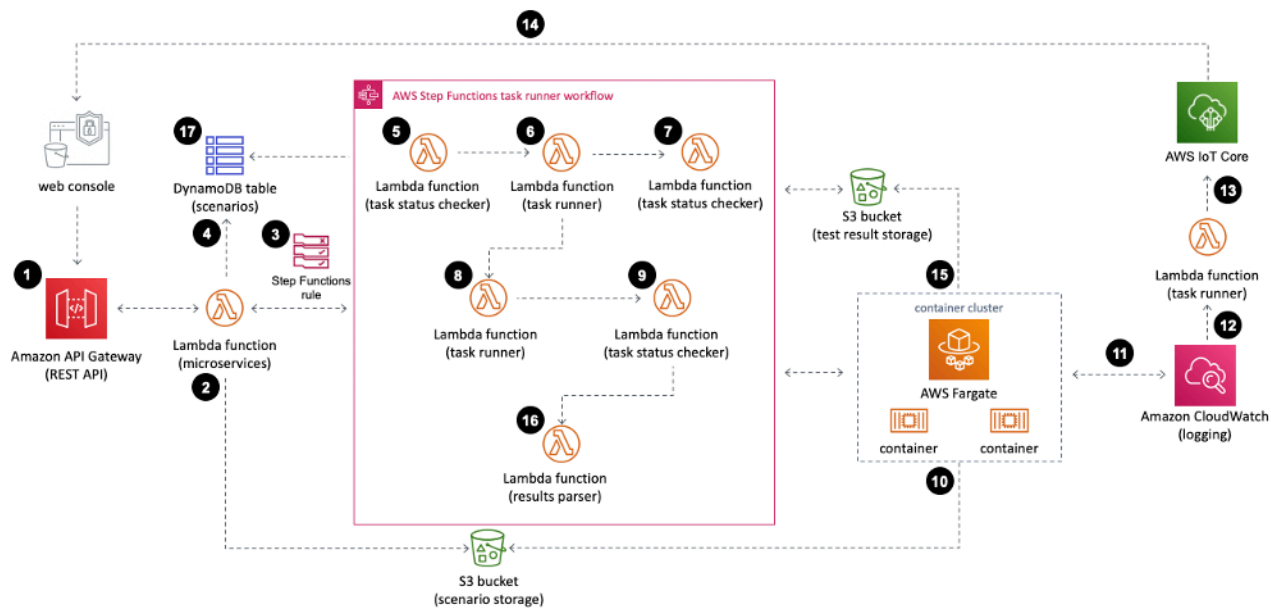 14
AWS Step Functions task runner workflow
17
5
6
7
web console
DynamoDB table
(scenarios)
Lambda function
(task status checker)
Lambda function
(task runner)
Lambda function
(task status checker)
AWS IoT Core
S3 bucket
(test result storage)
13
4
3
Step Functions
rule
1
8
9
15
Lambda function
(task runner)
container cluster
12
Amazon API Gateway
(REST API)
Lambda function
(microservices)
2
Lambda function
(task runner)
Lambda function
(task status checker)
11
AWS Fargate
Amazon CloudWatch
(logging)
16
container
container
Lambda function
(results parser)
10
S3 bucket
(scenario storage)